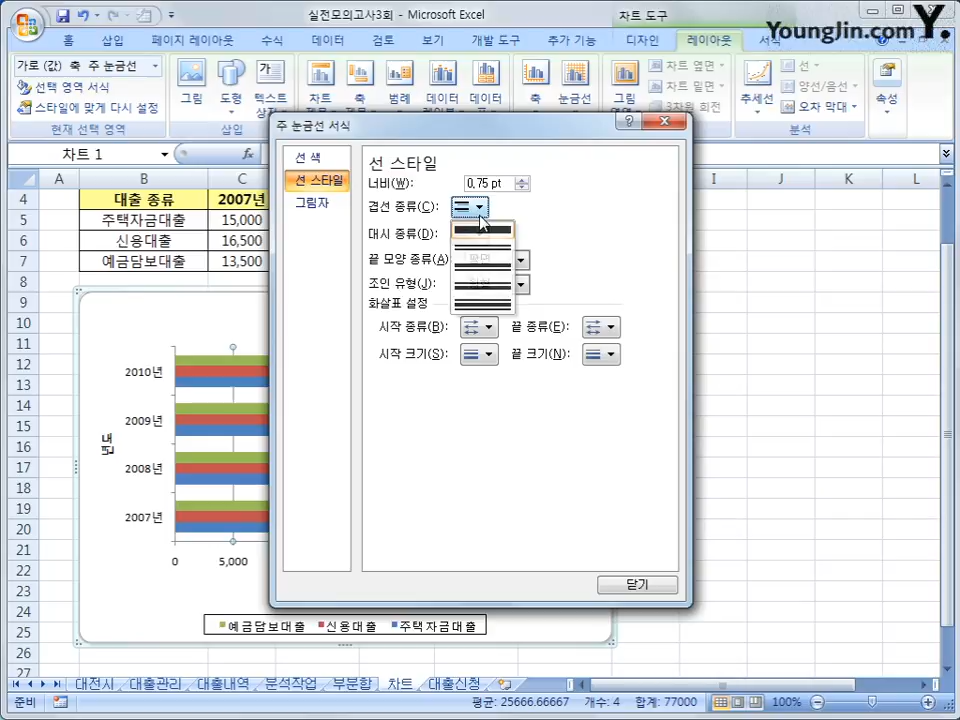 실전모의고사3회 - Microsoft Excel
차트 도구
YoungJin.com Y.
홈 삽입 페이지 레이아웃 수식 데이터 검토 보기 개발 도구 추가 기능 디자인 레이아웃 서식
가로 (값) 축 주 눈금선
선택 영역 서식
스타일에 맞게 다시 설정
현재 선택 영역
그림 도형 텍스트
삽입
차트 축 범례 데이터 데이터
축 눈금선
그림
차트 옆면
차트 밑면
3차원 회전
추세선
선
양선/음선
오차 막대
분석
속성
차트 1
fx
A B C I J K L
4 대출 종류 2007년
5 주택자금대출 15,000
6 신용대출 16,500
7 예금담보대출 13,500
8
9
10
11
12
13
14
15
16
17
18
19
20
21
22
23
24
25
26
27
2010년
2009년
2008년
2007년
년도
0 5,000
예금담보대출 신용대출 주택자금대출
주 눈금선 서식
선 색
선 스타일
그림자
선 스타일
너비(W): 0.75 pt
겹선 종류(C):
대시 종류(D):
끝 모양 종류(A)
조인 유형(J):
화살표 설정
시작 종류(B): 끝 종류(E):
시작 크기(S): 끝 크기(N):
닫기
대전시 대출관리 대출내역 분석작업 부분합 차트 대출신청
준비 평균: 25666.66667 개수: 4 합계: 77000 100%